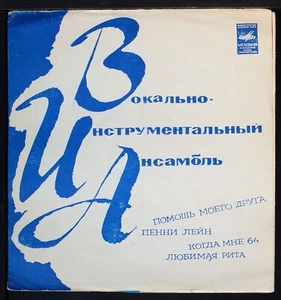 Вокально-
Инструментальный
Ансамбль
ПОМОЩЬ МОЕГО ДРУГА
ПЕННИ ЛЕЙН
КОГДА МНЕ 64
ЛЮБИМАЯ РИТА